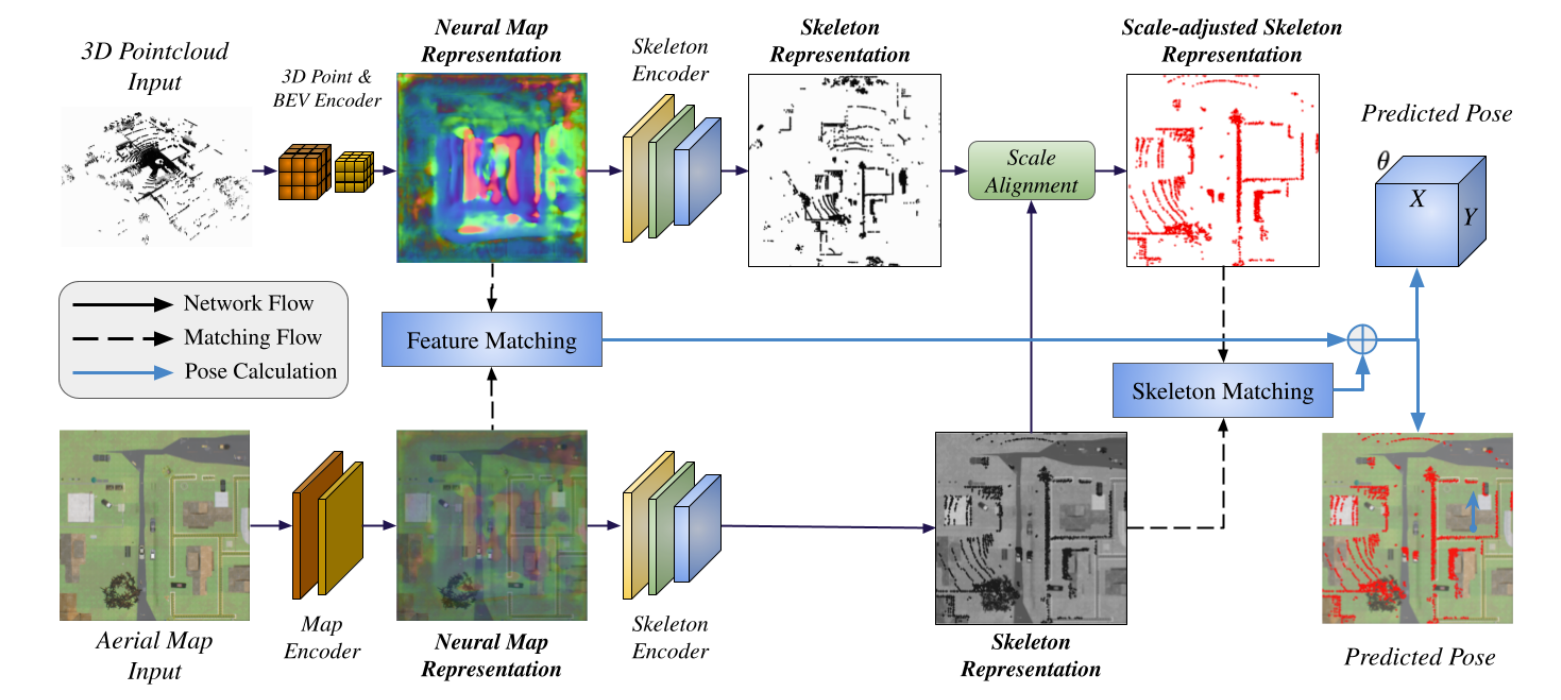 3D Pointcloud
Input
3D Point &
BEV Encoder
Neural Map
Representation
Skeleton
Encoder
Skeleton
Representation
Scale
Alignment
Scale-adjusted Skeleton
Representation
Predicted Pose
θ
X
Y
Network Flow
Matching Flow
Pose Calculation
Feature Matching
Skeleton Matching
Aerial Map
Input
Map
Encoder
Neural Map
Representation
Skeleton
Encoder
Skeleton
Representation
Predicted Pose